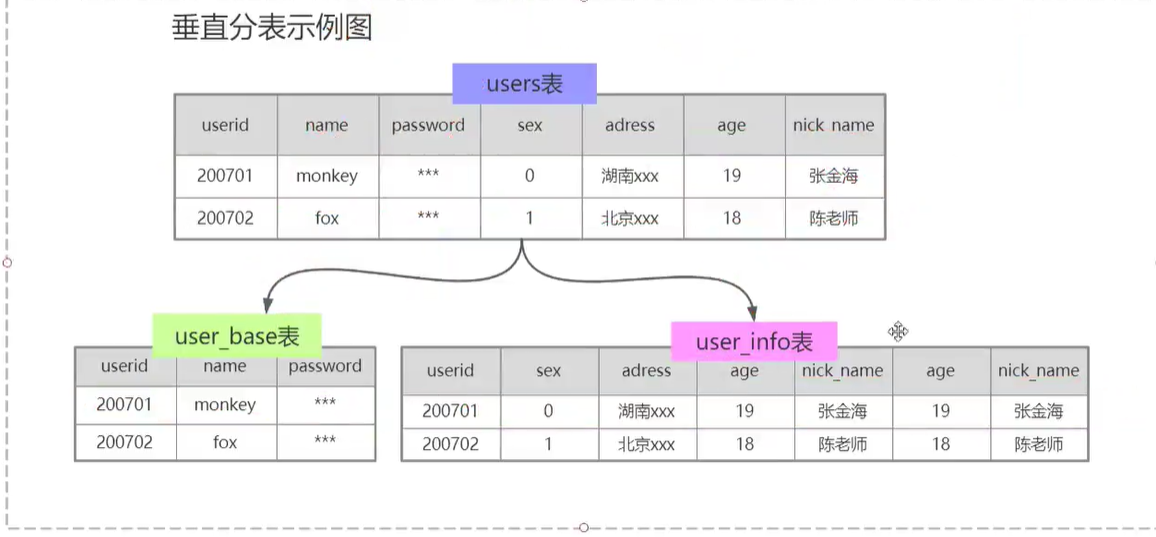 垂直分表示例图
users表
userid name password sex adress age nick name
200701 monkey *** 0 湖南xxx 19 张金海
200702 fox *** 1 北京xxx 18 陈老师
user_base表
userid name password
200701 monkey ***
200702 fox ***
user_info表
userid sex adress age nick_name age nick_name
200701 0 湖南xxx 19 张金海 19 张金海
200702 1 北京xxx 18 陈老师 18 陈老师